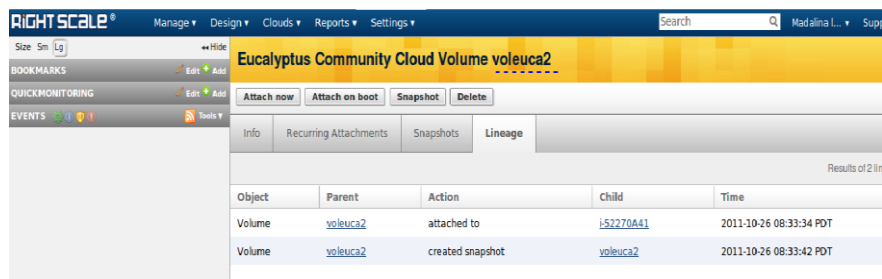 RIGHTSCALE® Manage ▾ Design ▾ Clouds ▾ Reports ▾ Settings ▾ Search Madalina I... ▾
Size Sm Lg Hide
Eucalyptus Community Cloud Volume voleuca2
BOOKMARKS Edit Add
QUICKMONITORING Edit Add
Attach now Attach on boot Snapshot Delete
EVENTS Tools ▾
Info Recurring Attachments Snapshots Lineage
Results of 2
Object Parent Action Child Time
Volume voleuca2 attached to i-52270A41 2011-10-26 08:33:34 PDT
Volume voleuca2 created snapshot voleuca2 2011-10-26 08:33:42 PDT